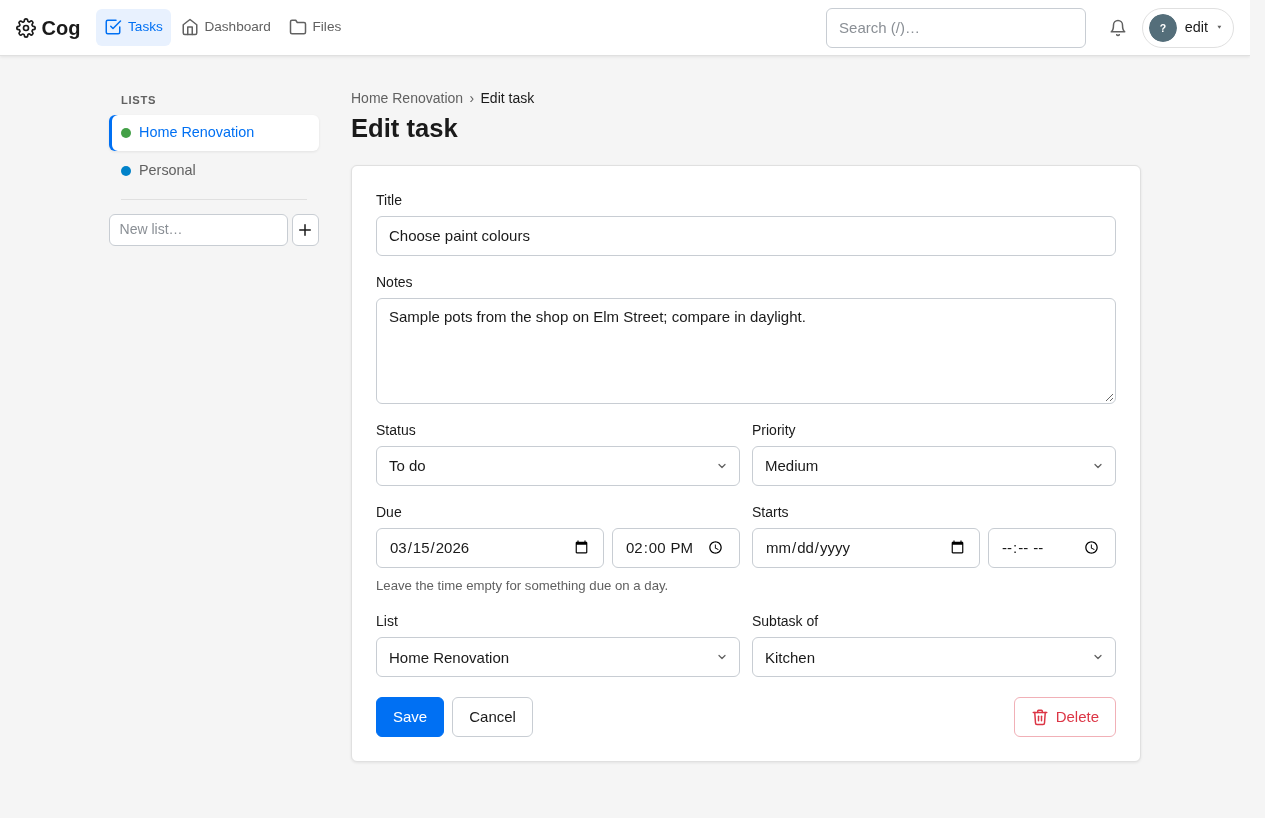 Cog
Tasks
Dashboard
Files
Search (/)…
?
edit
LISTS
Home Renovation
Personal
New list…
Home Renovation › Edit task
Edit task
Title
Choose paint colours
Notes
Sample pots from the shop on Elm Street; compare in daylight.
Status
Priority
To do
Medium
Due
Starts
03/15/2026
02:00 PM
mm/dd/yyyy
--:-- --
Leave the time empty for something due on a day.
List
Subtask of
Home Renovation
Kitchen
Save
Cancel
Delete